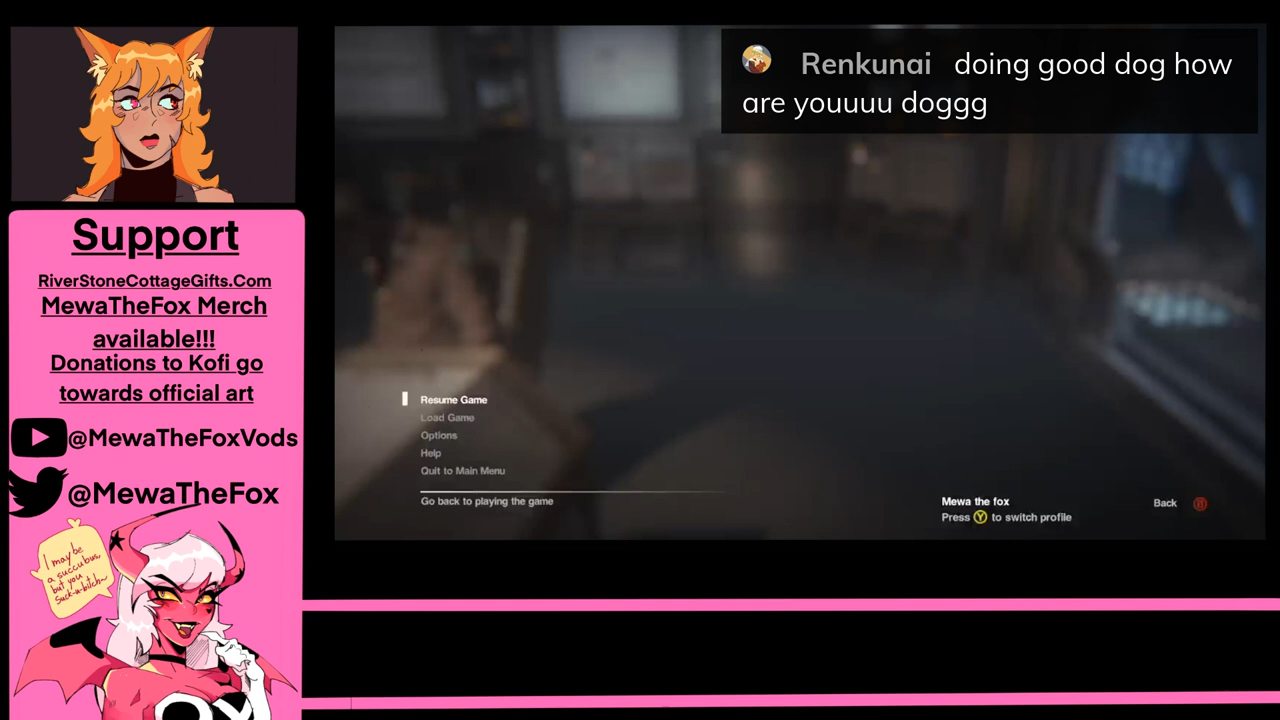 Renkunai doing good dog how
are youuuu doggg
Support
RiverStoneCottageGifts.Com
MewaTheFox Merch
available!!!
Donations to Kofi go
towards official art
@MewaTheFoxVods
@MewaTheFox
I may be
a succubus,
but you
suck-a-bitch~
Resume Game
Load Game
Options
Help
Quit to Main Menu
Go back to playing the game
Mewa the fox
Press Y to switch profile
Back B